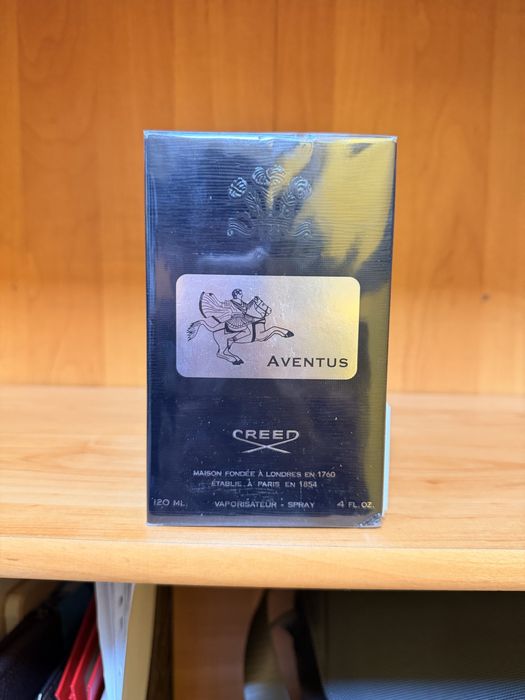 AVENTUS
CREED
MAISON FONDÉE À LONDRES EN 1760
ÉTABLIE À PARIS EN 1854
120 ML. VAPORISATEUR - SPRAY 4 FL.OZ.